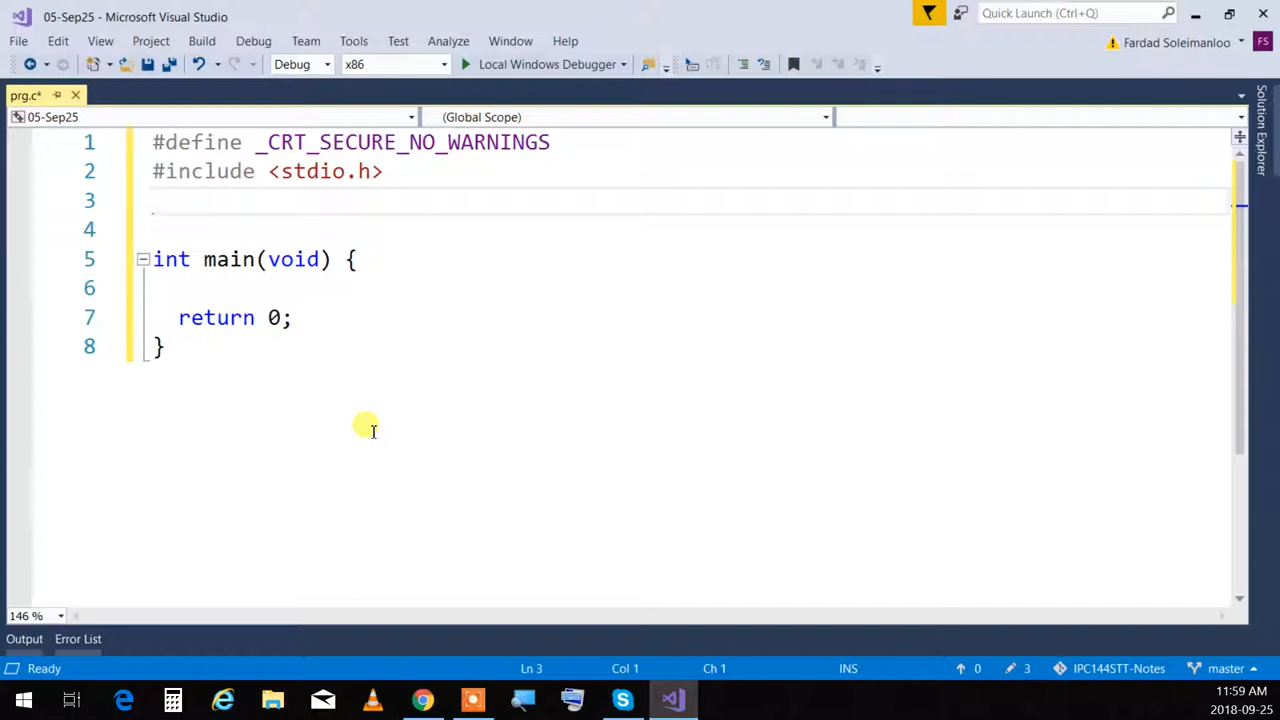 05-Sep25 - Microsoft Visual Studio
Quick Launch (Ctrl+Q)
File Edit View Project Build Debug Team Tools Test Analyze Window Help
Fardad Soleimanloo FS
Debug x86 Local Windows Debugger
prg.c*
05-Sep25 (Global Scope)
Solution Explorer
1 #define _CRT_SECURE_NO_WARNINGS
2 #include <stdio.h>
3
4
5 int main(void) {
6
7 return 0;
8 }
146 %
Output Error List
Ready Ln 3 Col 1 Ch 1 INS 0 3 IPC144STT-Notes master
11:59 AM
2018-09-25